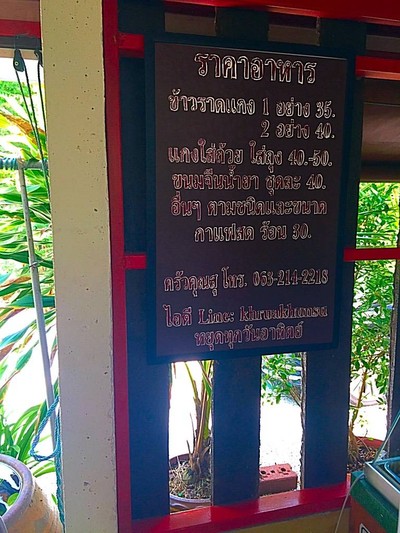 ราคาอาหาร
ข้าวราดแกง 1 อย่าง 35.
2 อย่าง 40.
แกงใส่ถ้วย ใส่ถุง 40.-50.
ขนมจีนน้ำยา ชุดละ 40.
อื่นๆ ตามชนิดและขนาด
กาแฟสด ร้อน 30.
ครัวคุณรุ โทร. 063-214-2218
ไอดี Line:
หยุดทุกวันอาทิตย์